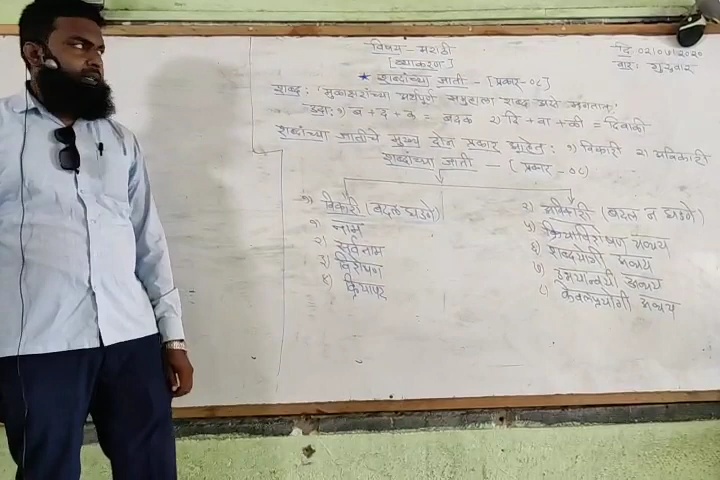 विषय - मराठी
दि: ०२।०७।२०२०
[व्याकरण]
वार: गुरुवार
★ शब्दांच्या जाती - [प्रकार - ०८]
शब्द: 'मुळाक्षरांच्या अर्थपूर्ण समुहाला शब्द असे म्हणतात.'
उदा: १) ब + द + क = बदक २) दि + वा + ळी = दिवाळी
शब्दांच्या जातीचे मुख्य दोन प्रकार आहेत: १) विकारी २) अविकारी
शब्दांच्या जाती - (प्रकार - ०८)
१) विकारी (बदल घडणे)
१) नाम
२) सर्वनाम
३) विशेषण
४) क्रियापद
२) अविकारी (बदल न घडणे)
५) क्रियाविशेषण अव्यय
६) शब्दयोगी अव्यय
७) उभयान्वयी अव्यय
८) केवलप्रयोगी अव्यय